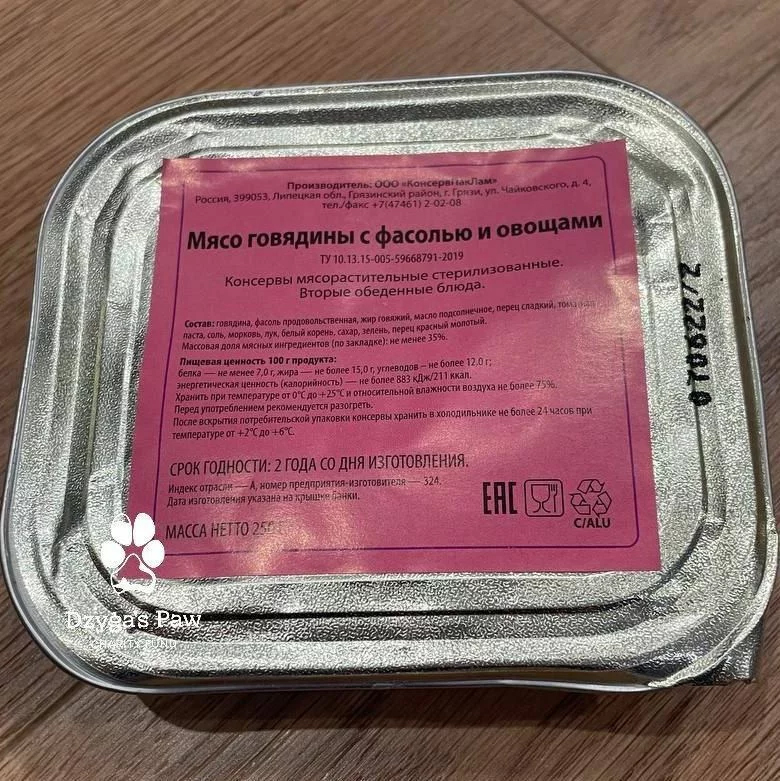 Производитель: ООО «КонсервПакЛам»
Россия, 399053, Липецкая обл., Грязинский район, г. Грязи, ул. Чайковского, д. 4,
тел./факс +7(47461) 2-02-08
Мясо говядины с фасолью и овощами
ТУ 10.13.15-005-59668791-2019
Консервы мясорастительные стерилизованные.
Вторые обеденные блюда.
Состав: говядина, фасоль продовольственная, жир говяжий, масло подсолнечное, перец сладкий, томатная
паста, соль, морковь, лук, белый корень, сахар, зелень, перец красный молотый.
Массовая доля мясных ингредиентов (по закладке): не менее 35%.
Пищевая ценность 100 г продукта:
белка — не менее 7,0 г, жира — не более 15,0 г, углеводов – не более 12,0 г;
энергетическая ценность (калорийность) — не более 883 кДж/211 ккал.
Хранить при температуре от 0°С до +25°С и относительной влажности воздуха не более 75%.
Перед употреблением рекомендуется разогреть.
После вскрытия потребительской упаковки консервы хранить в холодильнике не более 24 часов при
температуре от +2°С до +6°С.
СРОК ГОДНОСТИ: 2 ГОДА СО ДНЯ ИЗГОТОВЛЕНИЯ.
Индекс отрасли — А, номер предприятия-изготовителя — 324.
Дата изготовления указана на крышке банки.
МАССА НЕТТО 250 г
EAC
C/ALU
070622/2
Dzyga's Paw
CHARITY FUND